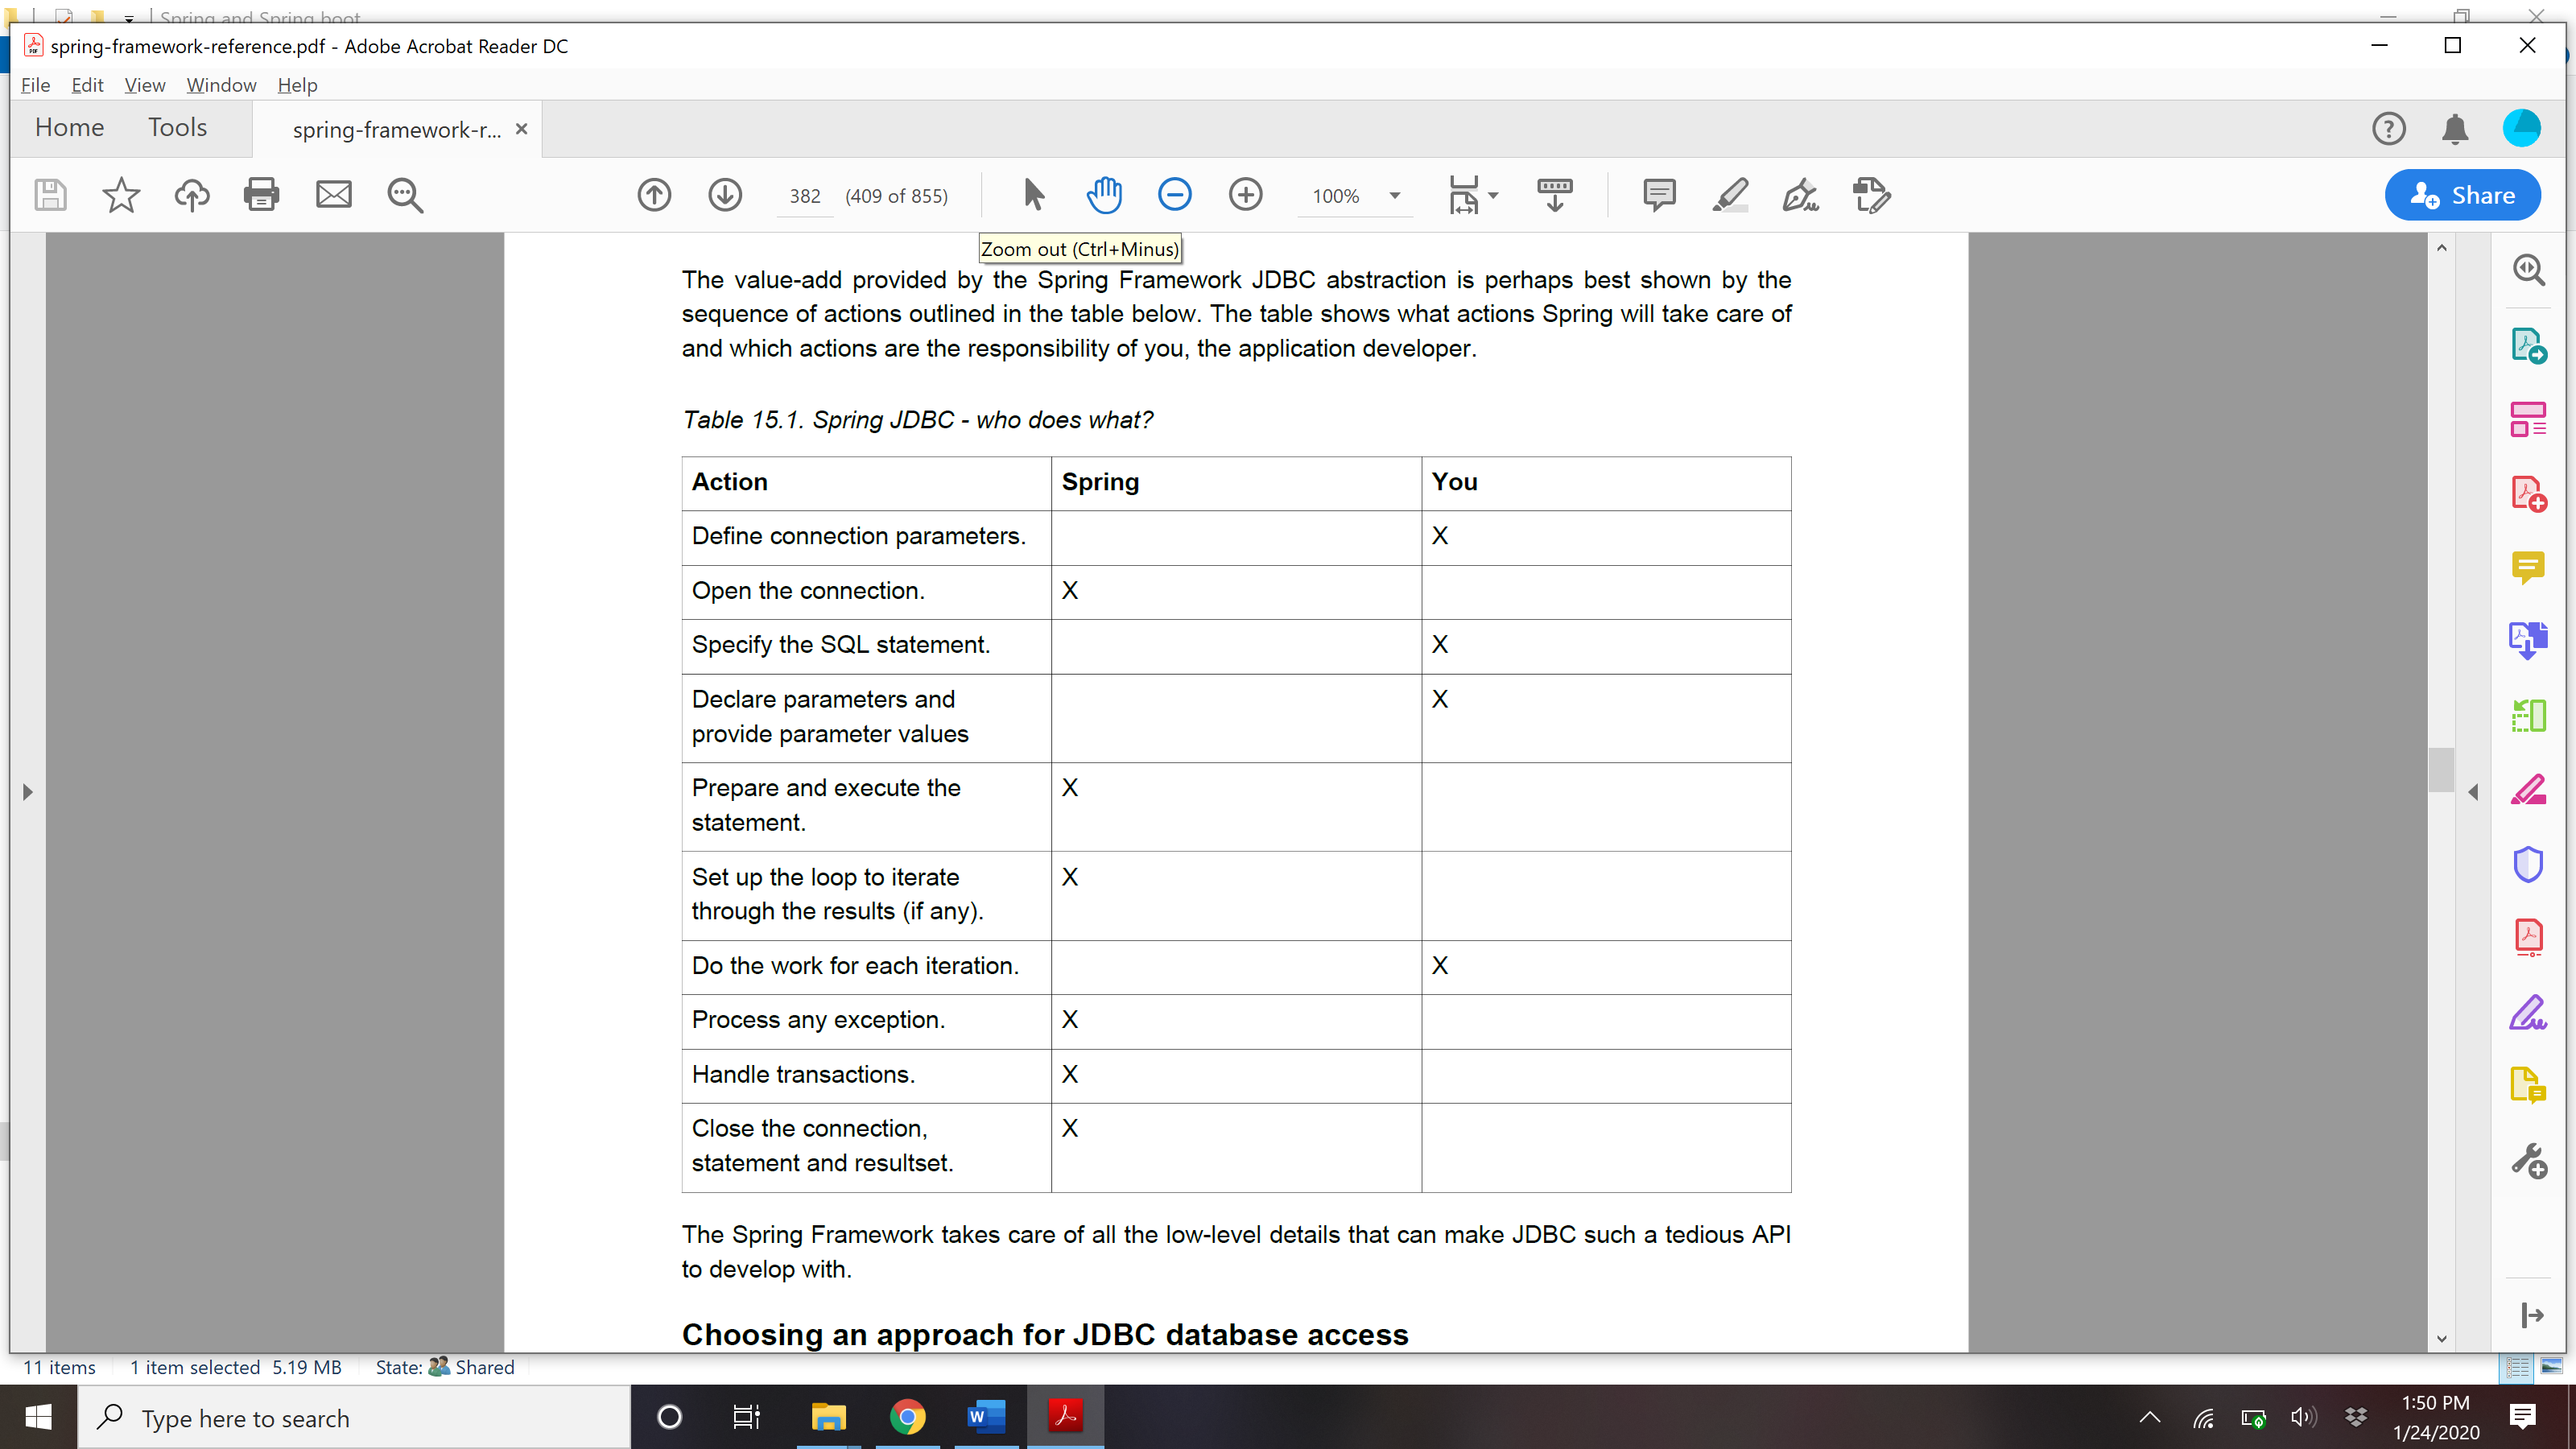 Spring and Spring boot
spring-framework-reference.pdf - Adobe Acrobat Reader DC
File Edit View Window Help
Home Tools spring-framework-r...
382 (409 of 855) 100% Share
Zoom out (Ctrl+Minus)
The value-add provided by the Spring Framework JDBC abstraction is perhaps best shown by the
sequence of actions outlined in the table below. The table shows what actions Spring will take care of
and which actions are the responsibility of you, the application developer.
Table 15.1. Spring JDBC - who does what?
Action Spring You
Define connection parameters. X
Open the connection. X
Specify the SQL statement. X
Declare parameters and X
provide parameter values
Prepare and execute the X
statement.
Set up the loop to iterate X
through the results (if any).
Do the work for each iteration. X
Process any exception. X
Handle transactions. X
Close the connection, X
statement and resultset.
The Spring Framework takes care of all the low-level details that can make JDBC such a tedious API
to develop with.
Choosing an approach for JDBC database access
11 items 1 item selected 5.19 MB State: Shared
Type here to search
1:50 PM
1/24/2020